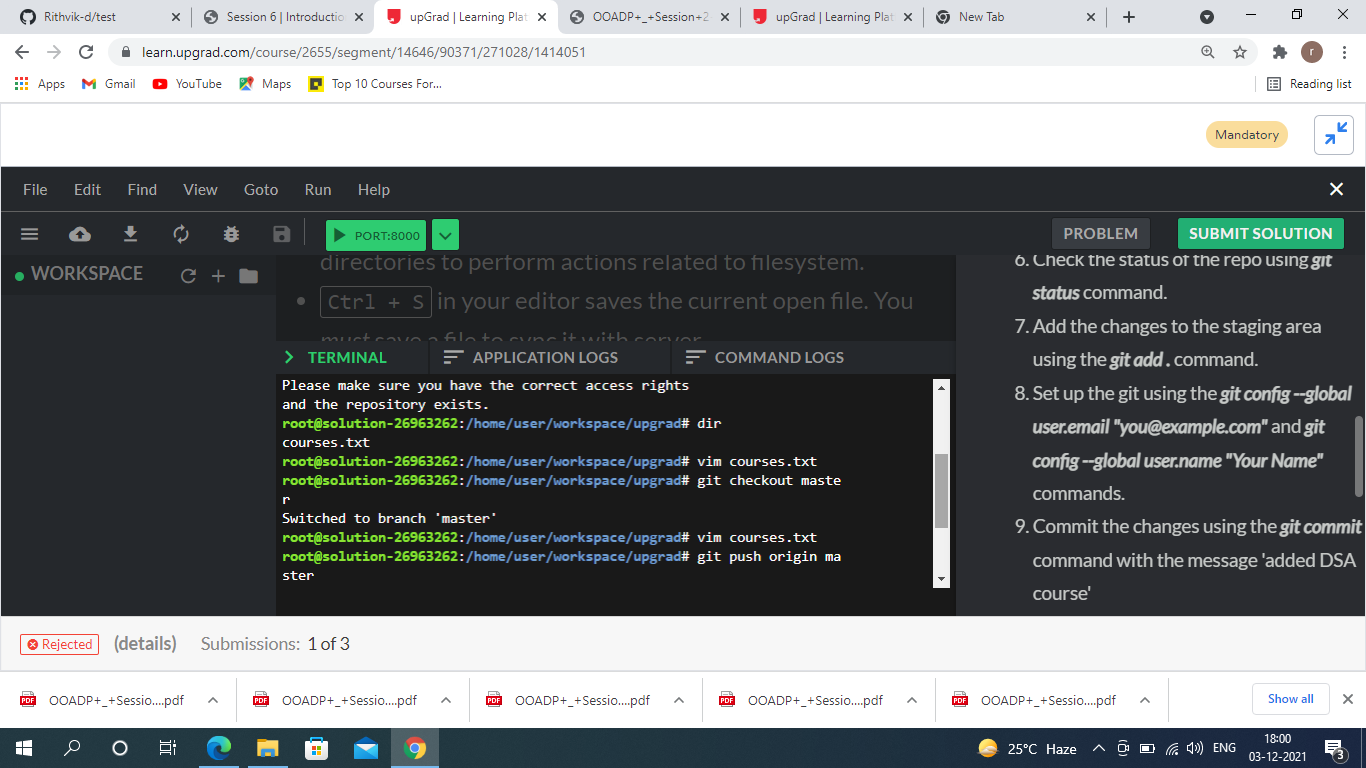 Rithvik-d/test
Session 6 | Introductio
upGrad | Learning Plat
OOADP+_+Session+2
upGrad | Learning Plat
New Tab
learn.upgrad.com/course/2655/segment/14646/90371/271028/1414051
r
Apps
Gmail
YouTube
Maps
Top 10 Courses For...
Reading list
Mandatory
File Edit Find View Goto Run Help
PORT:8000
PROBLEM
SUBMIT SOLUTION
WORKSPACE
directories to perform actions related to filesystem.
Ctrl + S in your editor saves the current open file. You
must save a file to sync it with server.
TERMINAL
APPLICATION LOGS
COMMAND LOGS
Please make sure you have the correct access rights
and the repository exists.
root@solution-26963262:/home/user/workspace/upgrad# dir
courses.txt
root@solution-26963262:/home/user/workspace/upgrad# vim courses.txt
root@solution-26963262:/home/user/workspace/upgrad# git checkout maste
r
Switched to branch 'master'
root@solution-26963262:/home/user/workspace/upgrad# vim courses.txt
root@solution-26963262:/home/user/workspace/upgrad# git push origin ma
ster
6. Check the status of the repo using git
status command.
7. Add the changes to the staging area
using the git add . command.
8. Set up the git using the git config --global
user.email "you@example.com" and git
config --global user.name "Your Name"
commands.
9. Commit the changes using the git commit
command with the message 'added DSA
course'
Rejected
(details)
Submissions: 1 of 3
PDF OOADP+_+Sessio....pdf
PDF OOADP+_+Sessio....pdf
PDF OOADP+_+Sessio....pdf
PDF OOADP+_+Sessio....pdf
PDF OOADP+_+Sessio....pdf
Show all
25°C Haze
ENG
18:00
03-12-2021
3